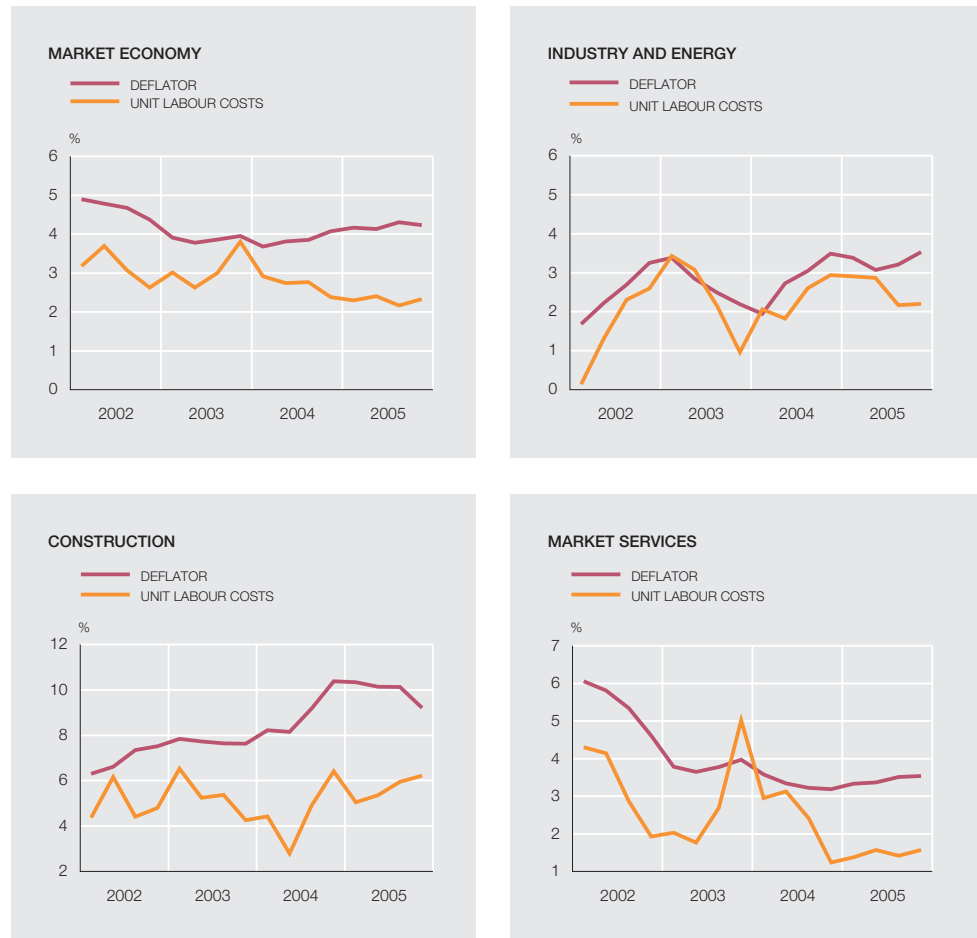 MARKET ECONOMY
DEFLATOR
UNIT LABOUR COSTS
%
6
5
4
3
2
1
0
2002 2003 2004 2005
INDUSTRY AND ENERGY
DEFLATOR
UNIT LABOUR COSTS
%
6
5
4
3
2
1
0
2002 2003 2004 2005
CONSTRUCTION
DEFLATOR
UNIT LABOUR COSTS
%
12
10
8
6
4
2
2002 2003 2004 2005
MARKET SERVICES
DEFLATOR
UNIT LABOUR COSTS
%
7
6
5
4
3
2
1
2002 2003 2004 2005